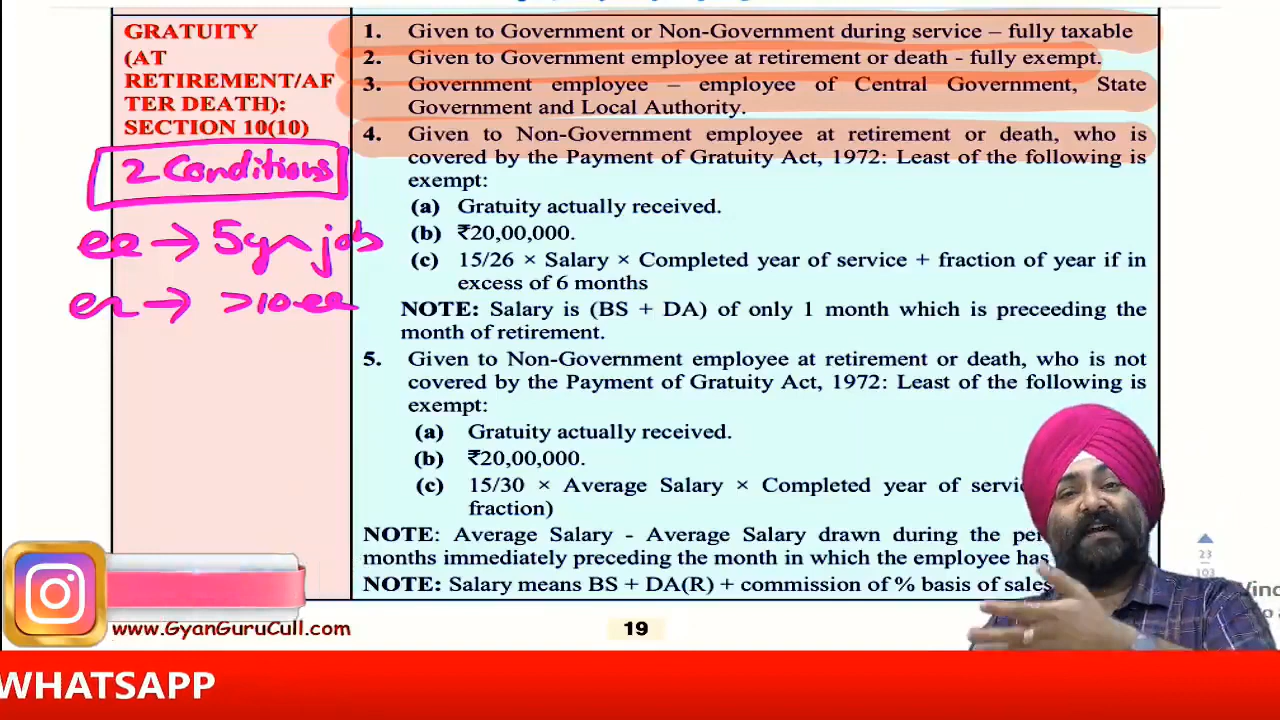 GRATUITY
(AT
RETIREMENT/AF
TER DEATH):
SECTION 10(10)
2 Conditions
ee → 5yr job
er → >10 ee
1. Given to Government or Non-Government during service – fully taxable
2. Given to Government employee at retirement or death - fully exempt.
3. Government employee – employee of Central Government, State
Government and Local Authority.
4. Given to Non-Government employee at retirement or death, who is
covered by the Payment of Gratuity Act, 1972: Least of the following is
exempt:
(a) Gratuity actually received.
(b) ₹20,00,000.
(c) 15/26 × Salary × Completed year of service + fraction of year if in
excess of 6 months
NOTE: Salary is (BS + DA) of only 1 month which is preceeding the
month of retirement.
5. Given to Non-Government employee at retirement or death, who is not
covered by the Payment of Gratuity Act, 1972: Least of the following is
exempt:
(a) Gratuity actually received.
(b) ₹20,00,000.
(c) 15/30 × Average Salary × Completed year of
fraction)
NOTE: Average Salary - Average Salary drawn during the
months immediately preceding the month in which the employee has
NOTE: Salary means BS + DA(R) + commission of % basis of sales
23
103
www.GyanGuruCull.com
19
WHATSAPP